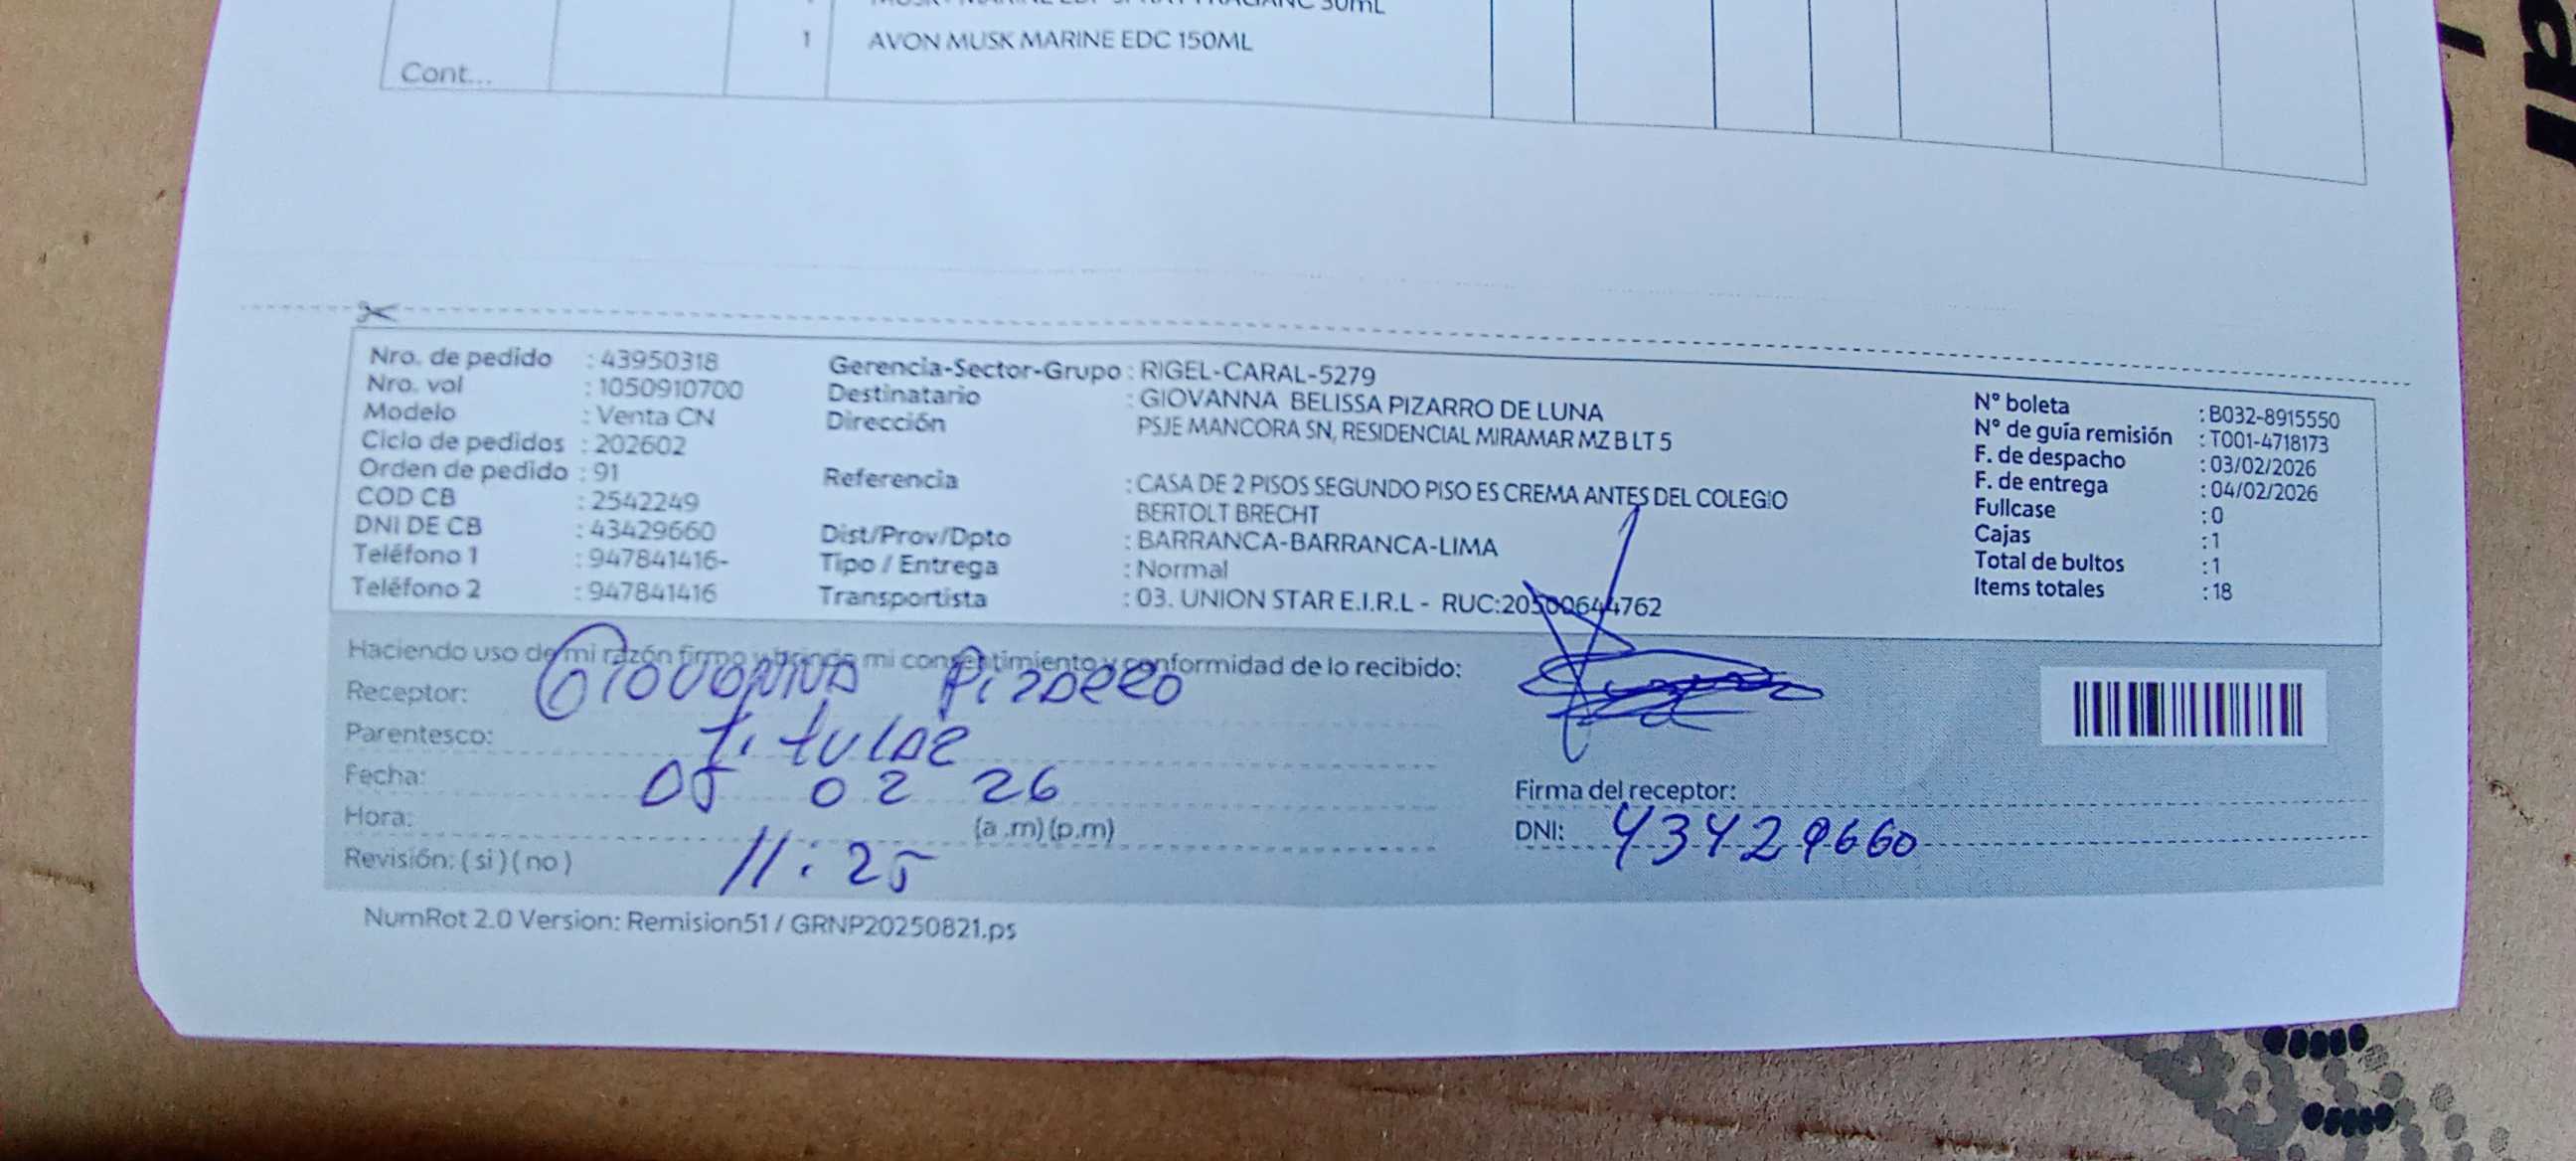 1 AVON MUSK MARINE EDC 150ML
Cont...
Nro. de pedido : 43950318
Nro. vol : 1050910700
Modelo : Venta CN
Ciclo de pedidos : 202602
Orden de pedido : 91
COD CB : 2542249
DNI DE CB : 43429660
Teléfono 1 : 947841416-
Teléfono 2 : 947841416
Gerencia-Sector-Grupo : RIGEL-CARAL-5279
Destinatario : GIOVANNA BELISSA PIZARRO DE LUNA
Dirección PSJE MANCORA SN, RESIDENCIAL MIRAMAR MZ B LT 5
Referencia : CASA DE 2 PISOS SEGUNDO PISO ES CREMA ANTES DEL COLEGIO
BERTOLT BRECHT
Dist/Prov/Dpto : BARRANCA-BARRANCA-LIMA
Tipo / Entrega : Normal
Transportista : 03. UNION STAR E.I.R.L - RUC:20500644762
N° boleta : B032-8915550
N° de guía remisión : T001-4718173
F. de despacho : 03/02/2026
F. de entrega : 04/02/2026
Fullcase : 0
Cajas : 1
Total de bultos : 1
Items totales : 18
Haciendo uso de mi razón firmo y brindo mi consentimiento y conformidad de lo recibido:
Receptor: Giovanna Pizarro
Parentesco: titular
Fecha: 05 02 26
Hora: (a .m) (p.m)
11:25
Revisión: ( si ) ( no )
Firma del receptor:
DNI: 43429660
NumRot 2.0 Version: Remision51 / GRNP20250821.ps